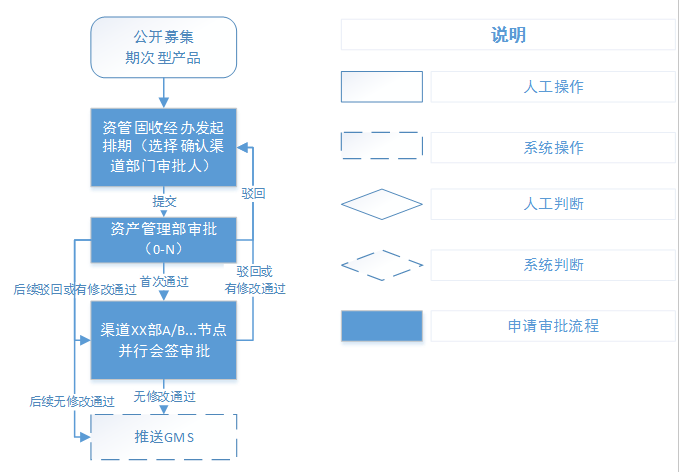 公开募集
期次型产品
资管固收经办发起
排期（选择确认渠
道部门审批人）
提交
驳回
资产管理部审批
（0-N）
首次通过
驳回或
有修改通过
后续驳回或有修改通过
渠道XX部A/B...节点
并行会签审批
后续无修改通过
无修改通过
推送GMS
说明
人工操作
系统操作
人工判断
系统判断
申请审批流程